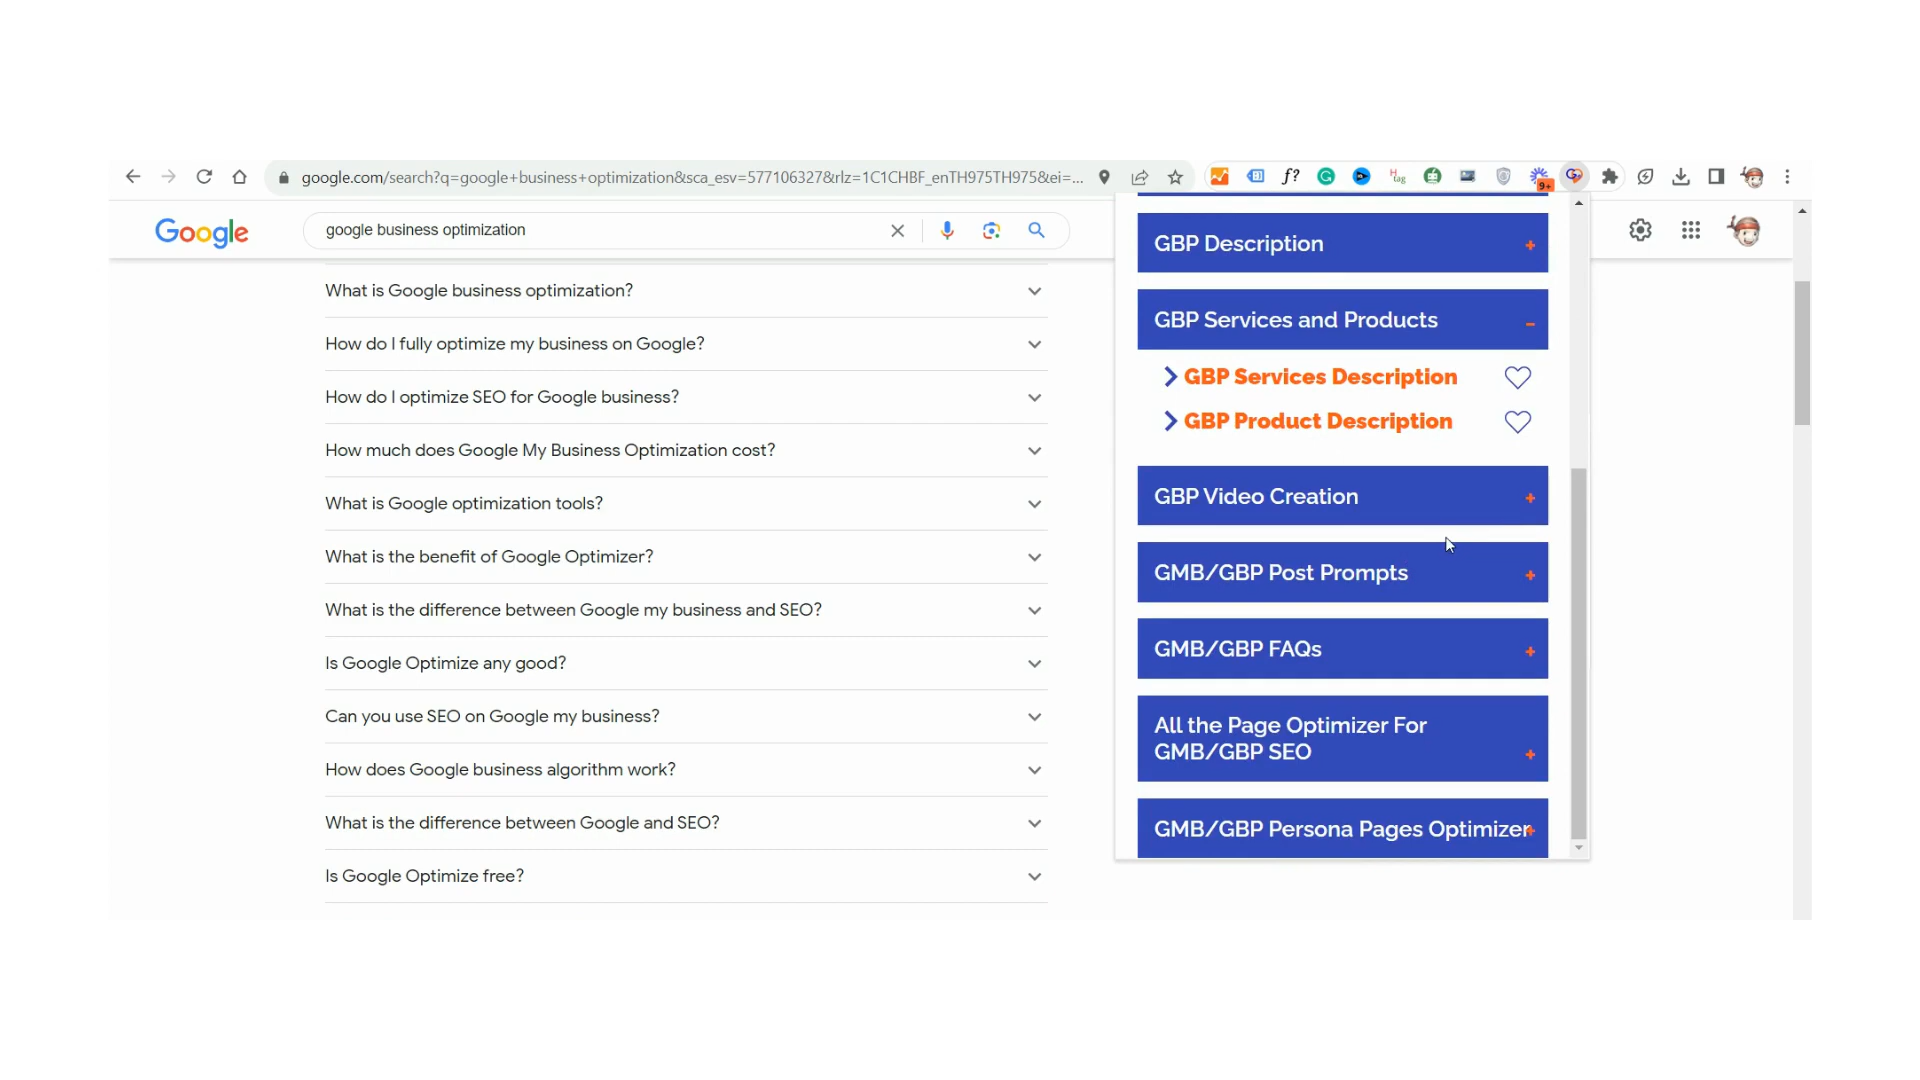 google.com/search?q=google+business+optimization&sca_esv=577106327&rlz=1C1CHBF_enTH975TH975&ei=...
f?
G
H
tag
9+
Google
google business optimization
What is Google business optimization?
How do I fully optimize my business on Google?
How do I optimize SEO for Google business?
How much does Google My Business Optimization cost?
What is Google optimization tools?
What is the benefit of Google Optimizer?
What is the difference between Google my business and SEO?
Is Google Optimize any good?
Can you use SEO on Google my business?
How does Google business algorithm work?
What is the difference between Google and SEO?
Is Google Optimize free?
GBP Description +
GBP Services and Products –
GBP Services Description
GBP Product Description
GBP Video Creation +
GMB/GBP Post Prompts +
GMB/GBP FAQs +
All the Page Optimizer For
GMB/GBP SEO +
GMB/GBP Persona Pages Optimizer +